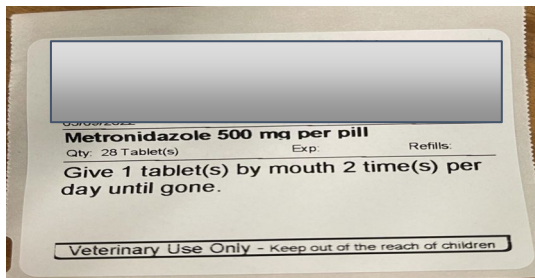 Metronidazole 500 mg per pill
Qty: 28 Tablet(s) Exp: Refills:
Give 1 tablet(s) by mouth 2 time(s) per
day until gone.
Veterinary Use Only - Keep out of the reach of children